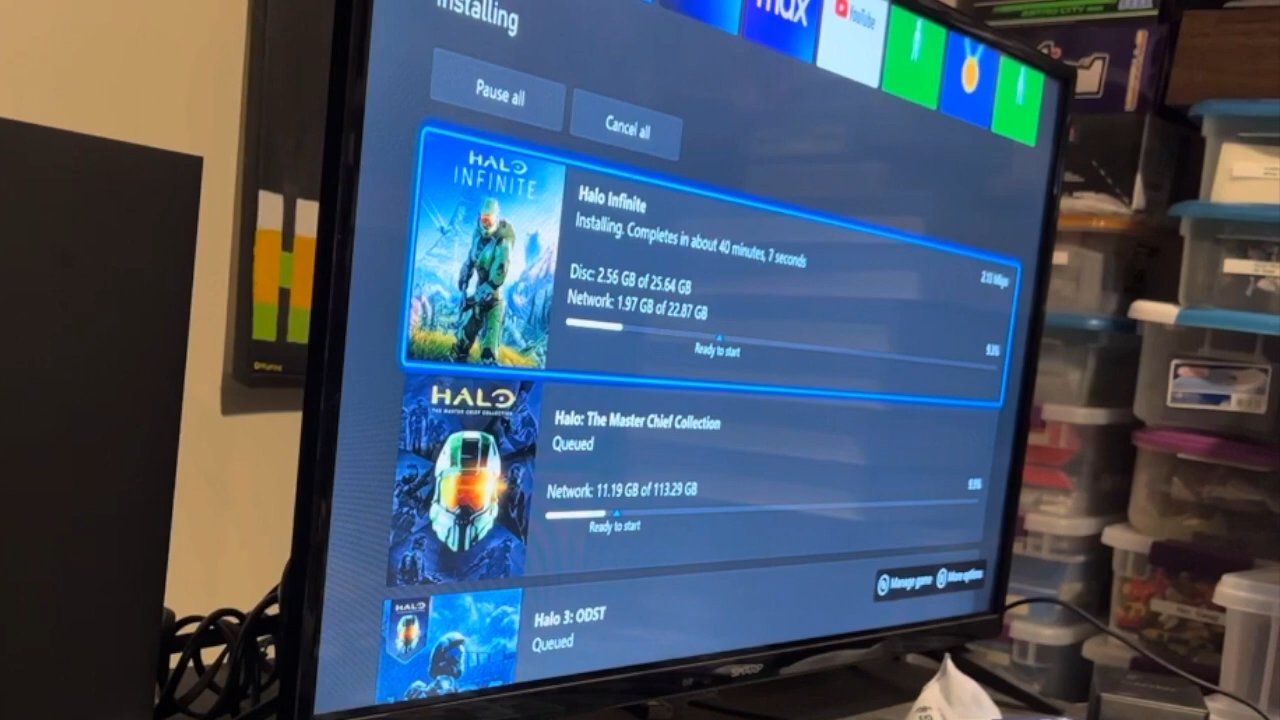 Installing
max
YouTube
Pause all
Cancel all
HALO
INFINITE
Halo Infinite
Installing. Completes in about 40 minutes, 7 seconds
Disc: 2.56 GB of 25.64 GB
Network: 1.97 GB of 22.87 GB
Ready to start
HALO
THE MASTER CHIEF COLLECTION
Halo: The Master Chief Collection
Queued
Network: 11.19 GB of 113.29 GB
9.9%
Ready to start
Manage game
More options
HALO
Halo 3: ODST
Queued
SHARP